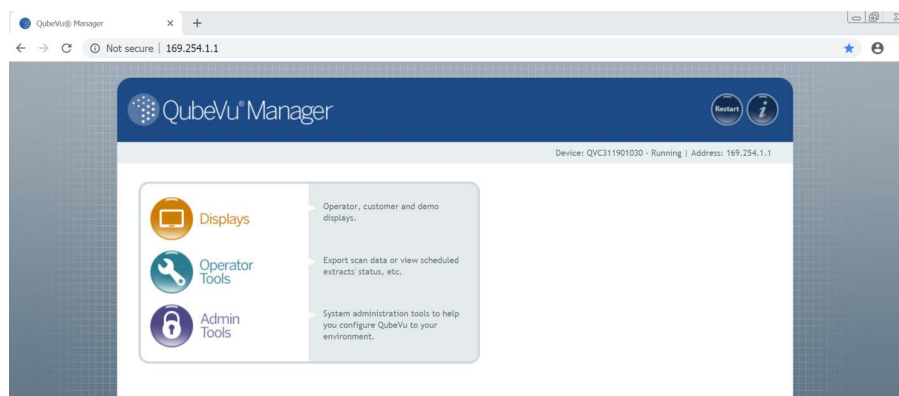 QubeVu® Manager
Not secure | 169.254.1.1
QubeVu® Manager
Restart
i
Device: QVC311901030 - Running | Address: 169.254.1.1
Displays
Operator, customer and demo
displays.
Operator
Tools
Export scan data or view scheduled
extracts' status, etc.
Admin
Tools
System administration tools to help
you configure QubeVu to your
environment.